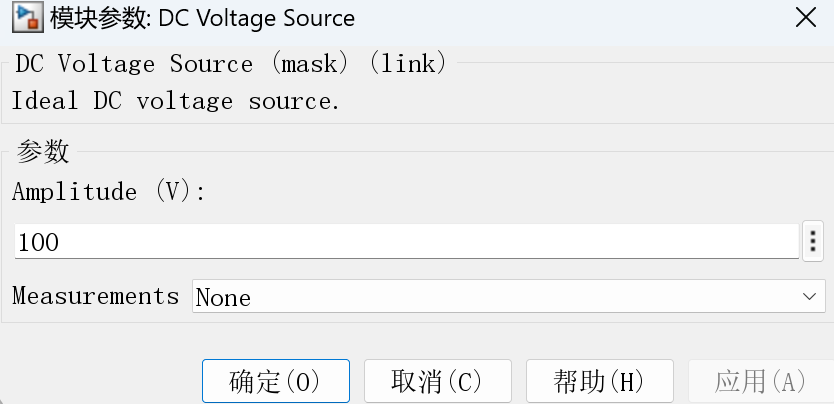 模块参数: DC Voltage Source
DC Voltage Source (mask) (link)
Ideal DC voltage source.
参数
Amplitude (V):
100
Measurements None
确定(O) 取消(C) 帮助(H) 应用(A)